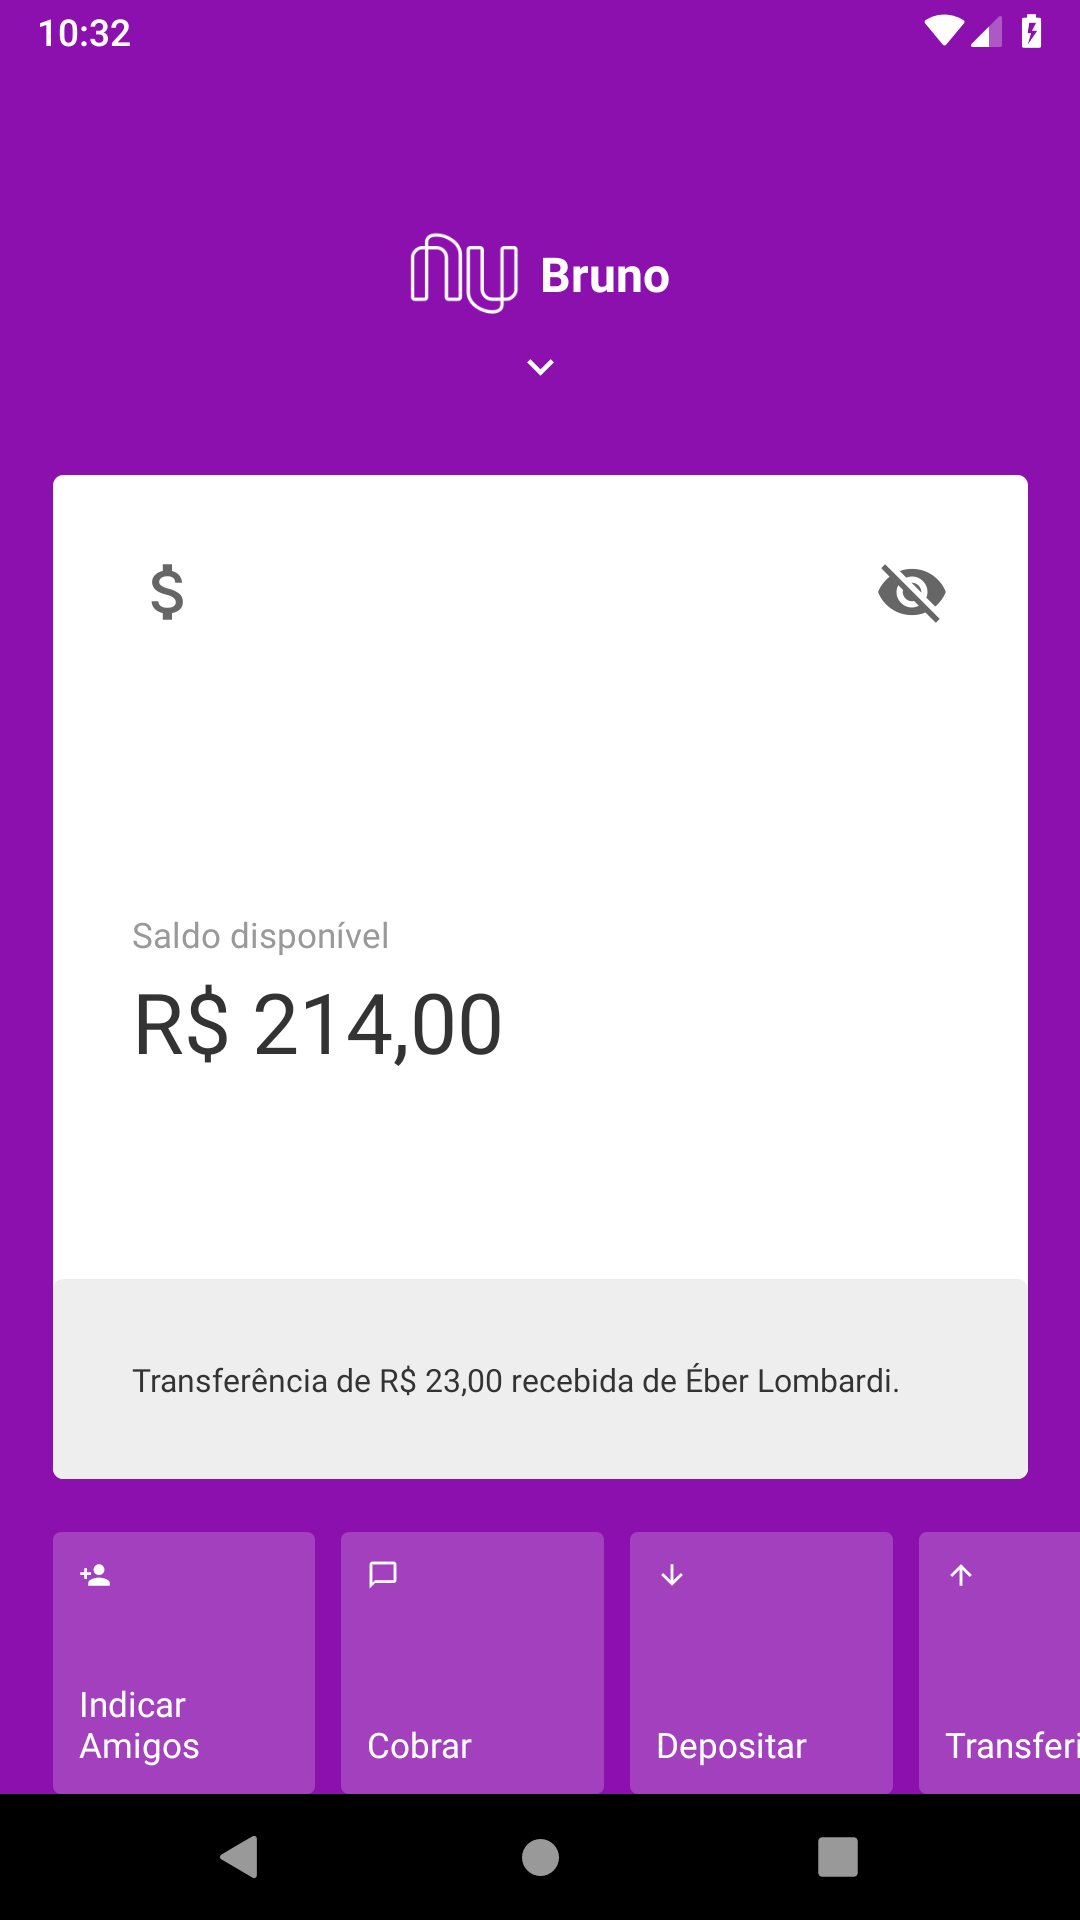 10:32
nu Bruno
Saldo disponível
R$ 214,00
Transferência de R$ 23,00 recebida de Éber Lombardi.
Indicar
Amigos
Cobrar
Depositar
Transferi